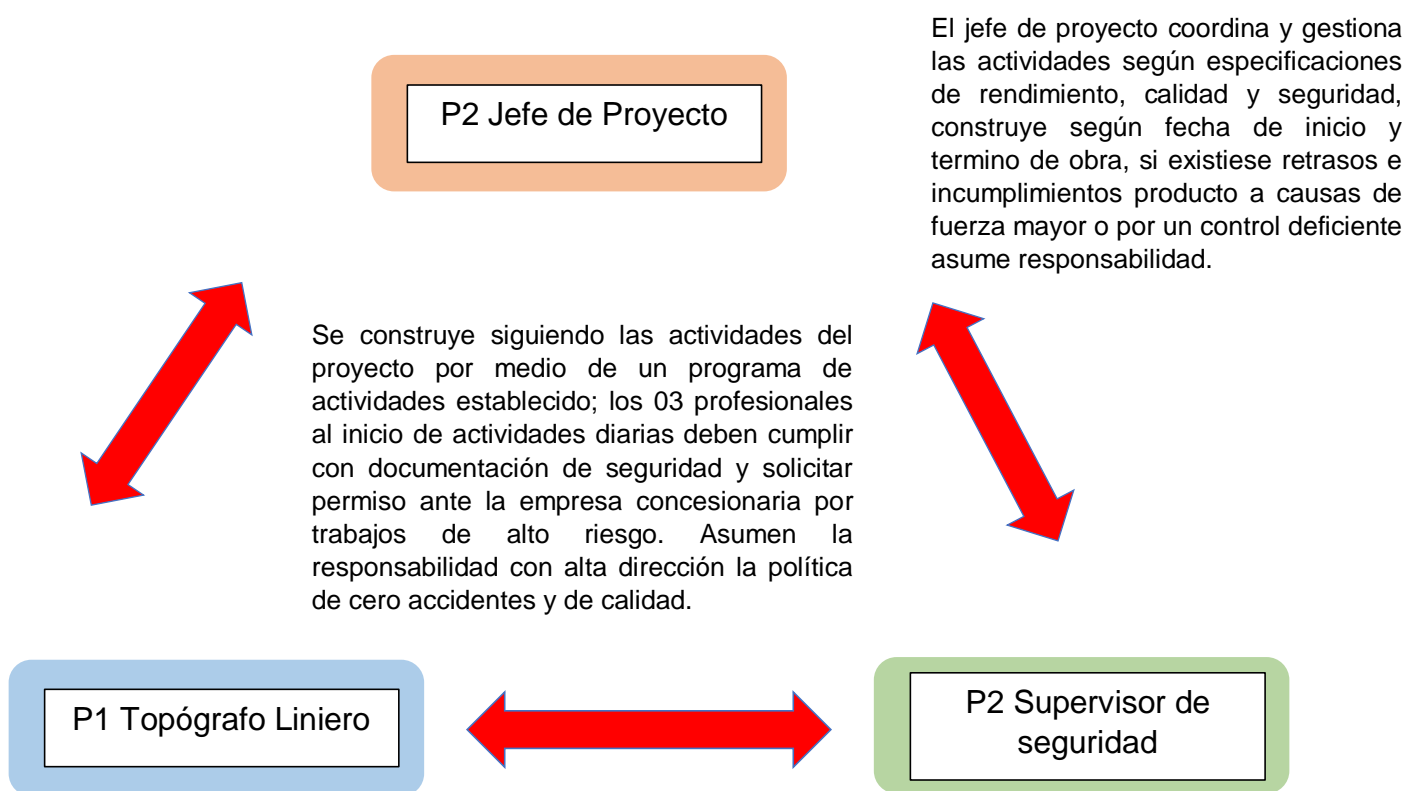 El jefe de proyecto coordina y gestiona
las actividades según especificaciones
de rendimiento, calidad y seguridad,
construye según fecha de inicio y
termino de obra, si existiese retrasos e
incumplimientos producto a causas de
fuerza mayor o por un control deficiente
asume responsabilidad.
P2 Jefe de Proyecto
Se construye siguiendo las actividades del
proyecto por medio de un programa de
actividades establecido; los 03 profesionales
al inicio de actividades diarias deben cumplir
con documentación de seguridad y solicitar
permiso ante la empresa concesionaria por
trabajos de alto riesgo. Asumen la
responsabilidad con alta dirección la política
de cero accidentes y de calidad.
P1 Topógrafo Liniero
P2 Supervisor de
seguridad